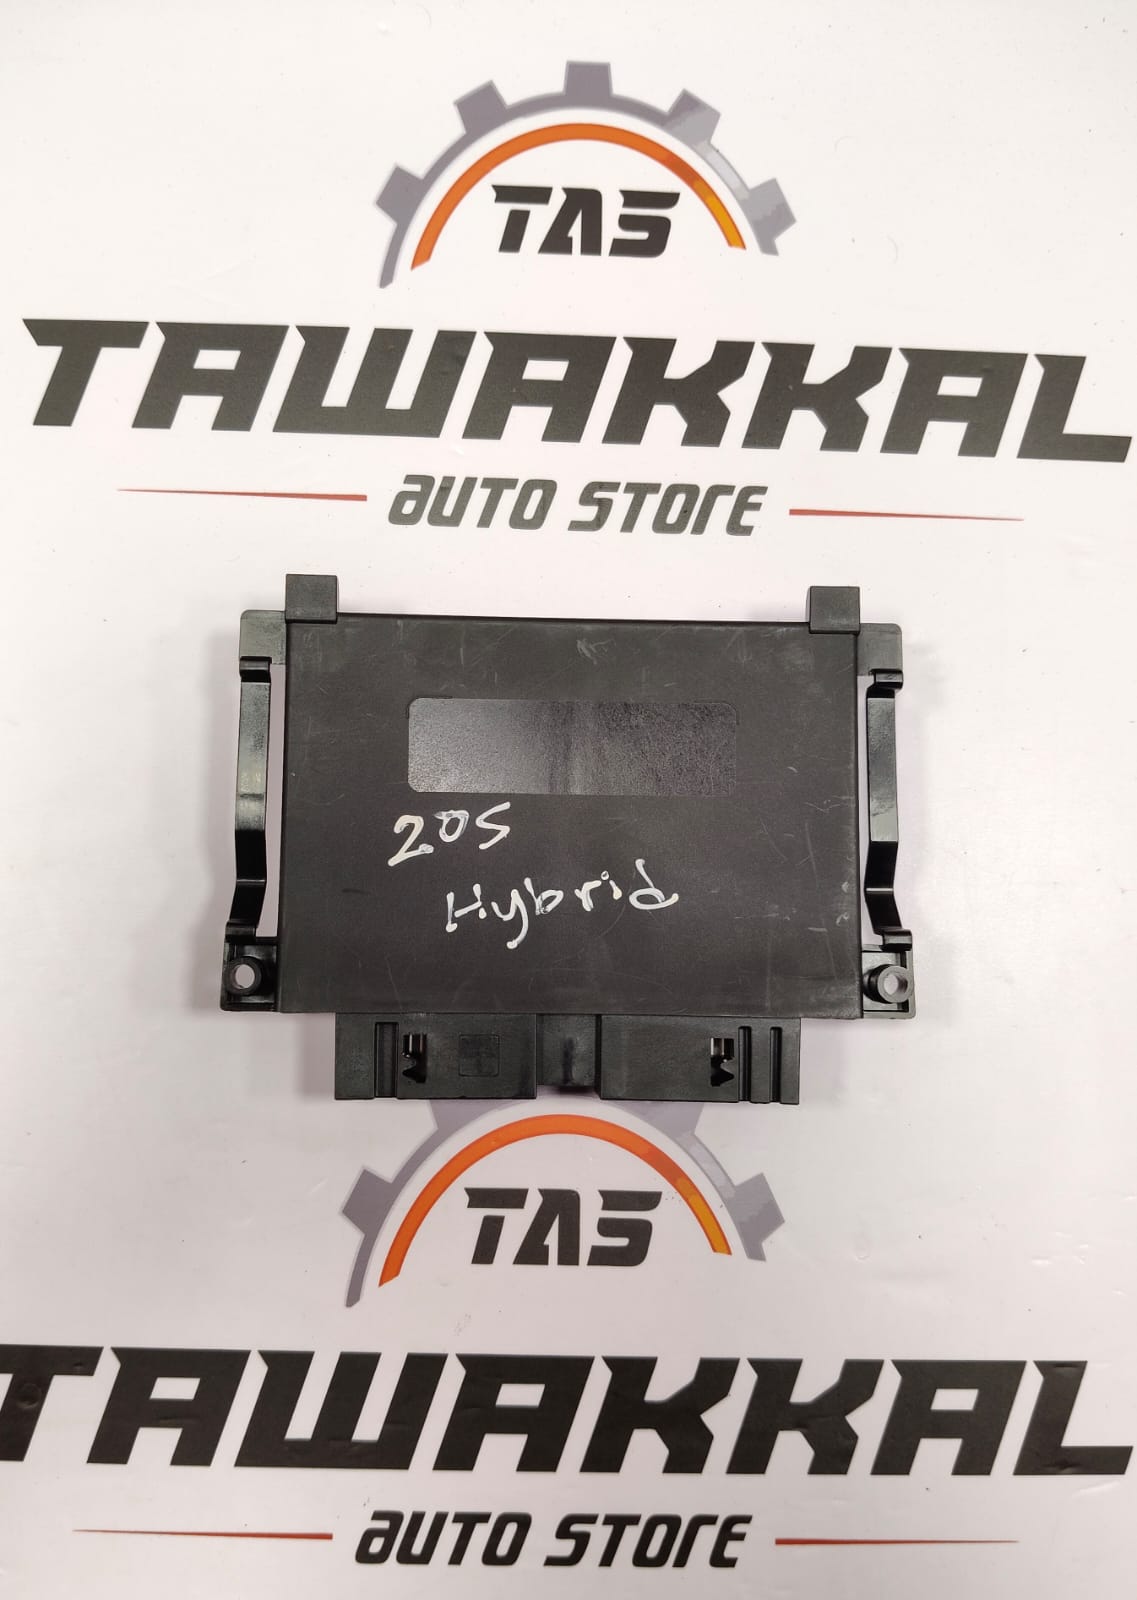 TAS
TAWAKKAL
AUTO STORE
205
Hybrid
TAS
TAWAKKAL
AUTO STORE